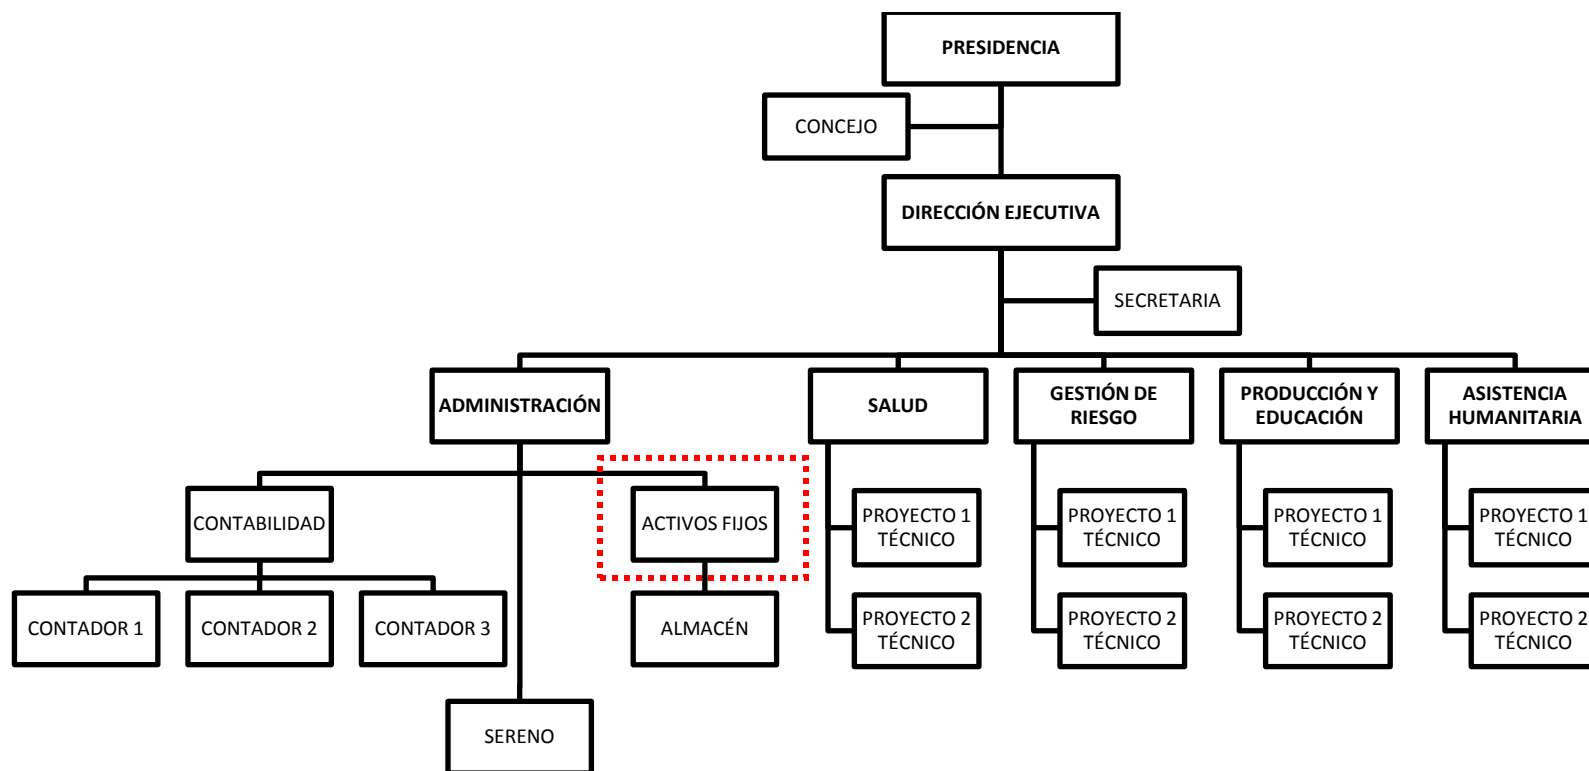 PRESIDENCIA
CONCEJO
DIRECCIÓN EJECUTIVA
SECRETARIA
ADMINISTRACIÓN
SALUD
GESTIÓN DE
RIESGO
PRODUCCIÓN Y
EDUCACIÓN
ASISTENCIA
HUMANITARIA
CONTABILIDAD
ACTIVOS FIJOS
PROYECTO 1
TÉCNICO
PROYECTO 1
TÉCNICO
PROYECTO 1
TÉCNICO
PROYECTO 1
TÉCNICO
CONTADOR 1
CONTADOR 2
CONTADOR 3
ALMACÉN
PROYECTO 2
TÉCNICO
PROYECTO 2
TÉCNICO
PROYECTO 2
TÉCNICO
PROYECTO 2
TÉCNICO
SERENO